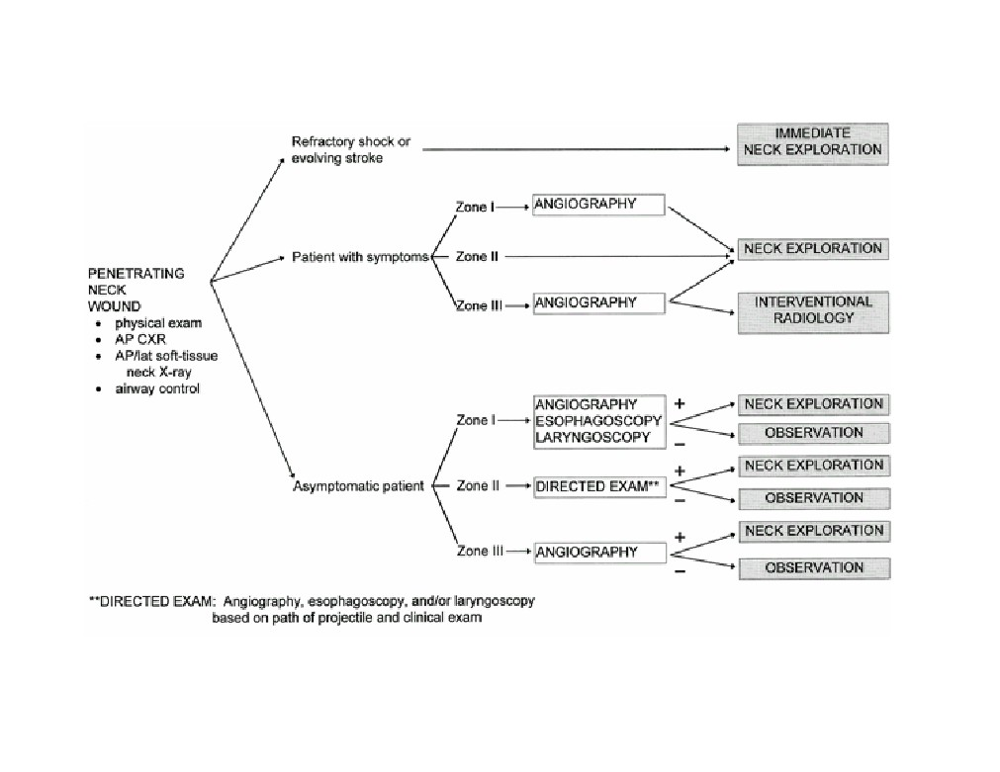 Refractory shock or
evolving stroke
IMMEDIATE
NECK EXPLORATION
Zone I
ANGIOGRAPHY
Patient with symptoms
Zone II
NECK EXPLORATION
Zone III
ANGIOGRAPHY
INTERVENTIONAL
RADIOLOGY
PENETRATING
NECK
WOUND
• physical exam
• AP CXR
• AP/lat soft-tissue
neck X-ray
• airway control
Zone I
ANGIOGRAPHY
ESOPHAGOSCOPY
LARYNGOSCOPY
+
NECK EXPLORATION
–
OBSERVATION
Asymptomatic patient
Zone II
DIRECTED EXAM**
+
NECK EXPLORATION
–
OBSERVATION
Zone III
ANGIOGRAPHY
+
NECK EXPLORATION
–
OBSERVATION
**DIRECTED EXAM: Angiography, esophagoscopy, and/or laryngoscopy
based on path of projectile and clinical exam